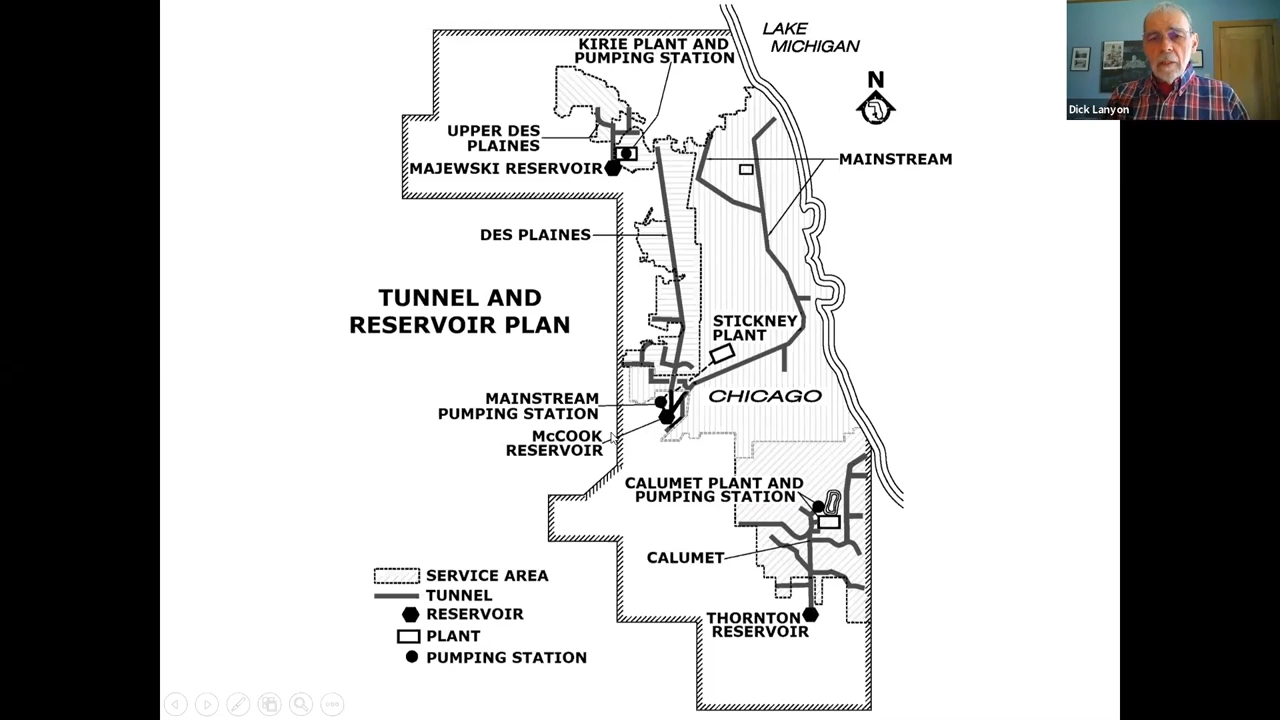 LAKE
MICHIGAN
KIRIE PLANT AND
PUMPING STATION
N
Dick Lanyon
UPPER DES
PLAINES
MAJEWSKI RESERVOIR
MAINSTREAM
DES PLAINES
TUNNEL AND
RESERVOIR PLAN
STICKNEY
PLANT
MAINSTREAM
PUMPING STATION
CHICAGO
McCOOK
RESERVOIR
CALUMET PLANT AND
PUMPING STATION
CALUMET
SERVICE AREA
TUNNEL
RESERVOIR
PLANT
PUMPING STATION
THORNTON
RESERVOIR